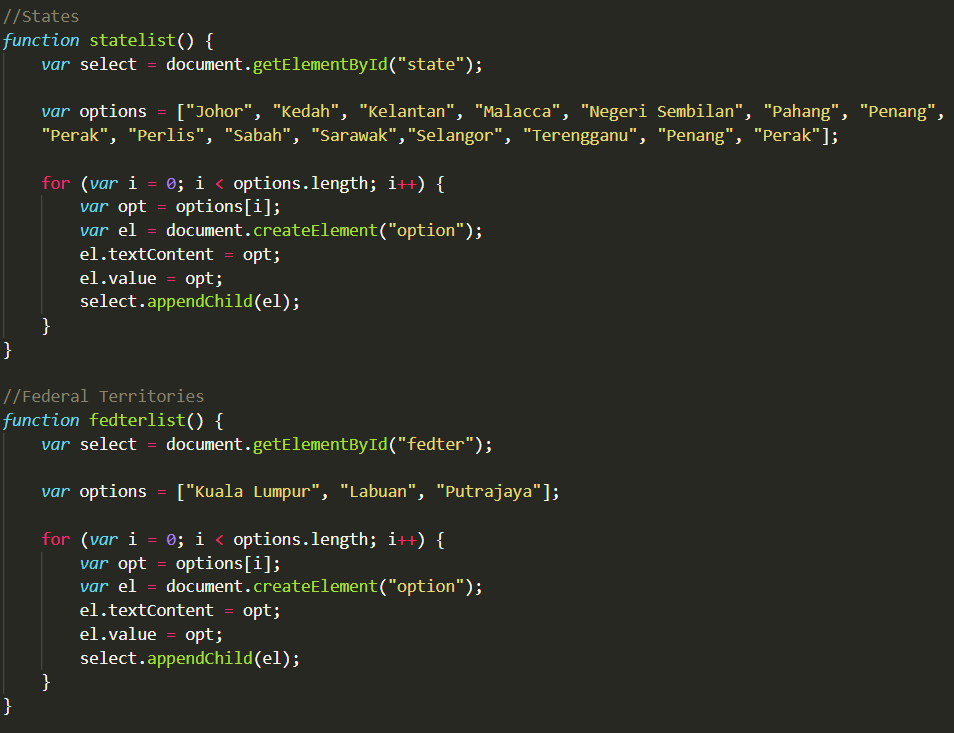 //States
function statelist() {
    var select = document.getElementById("state");

    var options = ["Johor", "Kedah", "Kelantan", "Malacca", "Negeri Sembilan", "Pahang", "Penang",
    "Perak", "Perlis", "Sabah", "Sarawak","Selangor", "Terengganu", "Penang", "Perak"];

    for (var i = 0; i < options.length; i++) {
        var opt = options[i];
        var el = document.createElement("option");
        el.textContent = opt;
        el.value = opt;
        select.appendChild(el);
    }
}

//Federal Territories
function fedterlist() {
    var select = document.getElementById("fedter");

    var options = ["Kuala Lumpur", "Labuan", "Putrajaya"];

    for (var i = 0; i < options.length; i++) {
        var opt = options[i];
        var el = document.createElement("option");
        el.textContent = opt;
        el.value = opt;
        select.appendChild(el);
    }
}